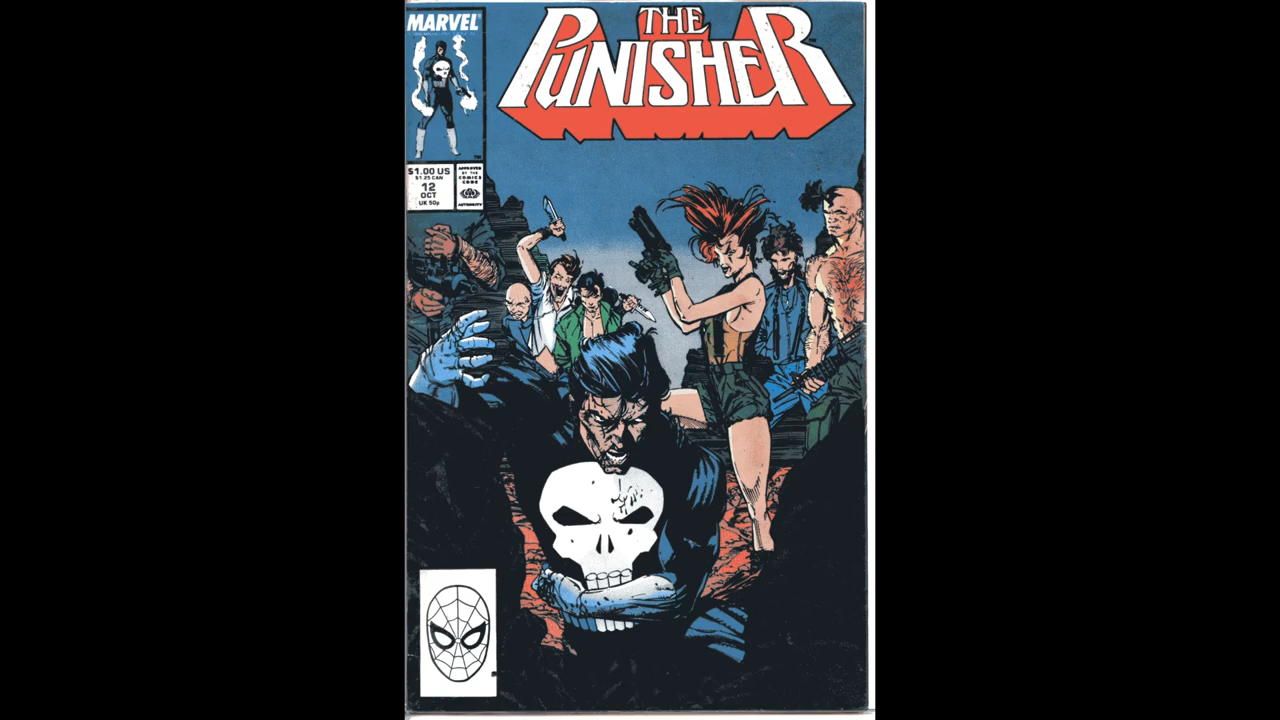 MARVEL
THE
PUNISHER
$1.00 US
$1.25 CAN
12
OCT
UK 50p
APPROVED
BY THE
COMICS
CODE
AUTHORITY